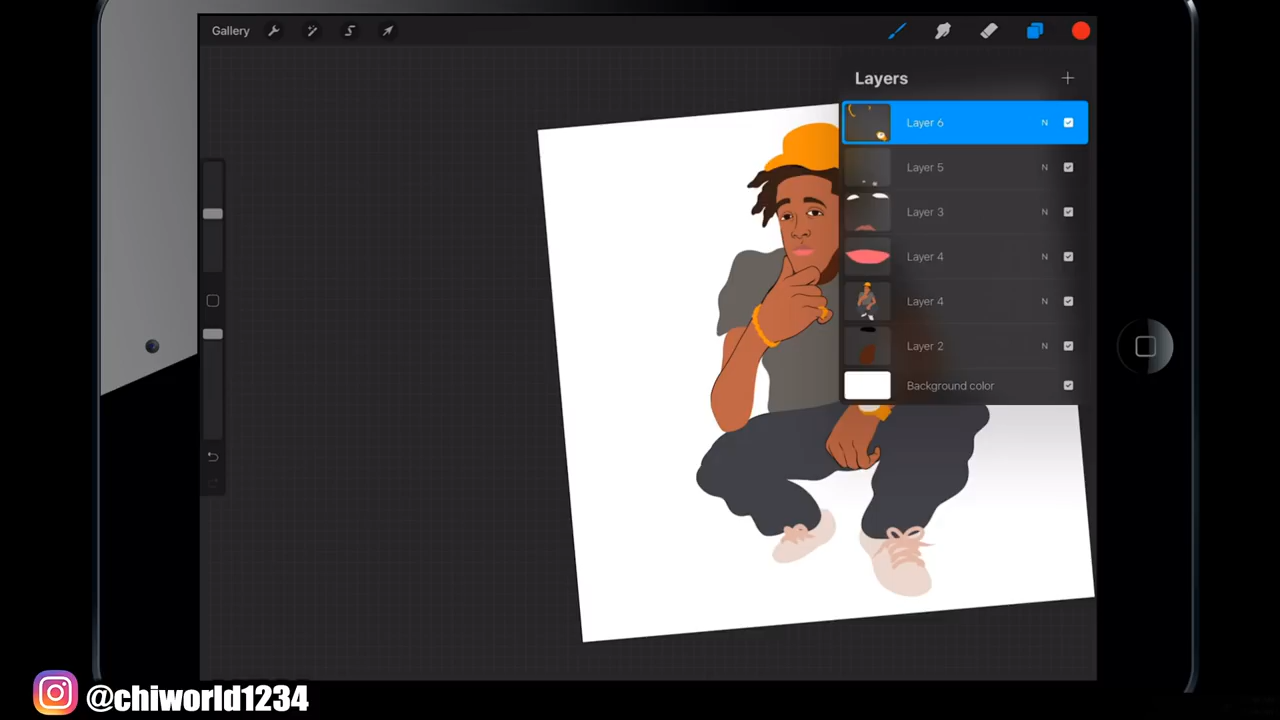 Gallery
Layers
Layer 6 N
Layer 5 N
Layer 3 N
Layer 4 N
Layer 4 N
Layer 2 N
Background color
@chiworld1234